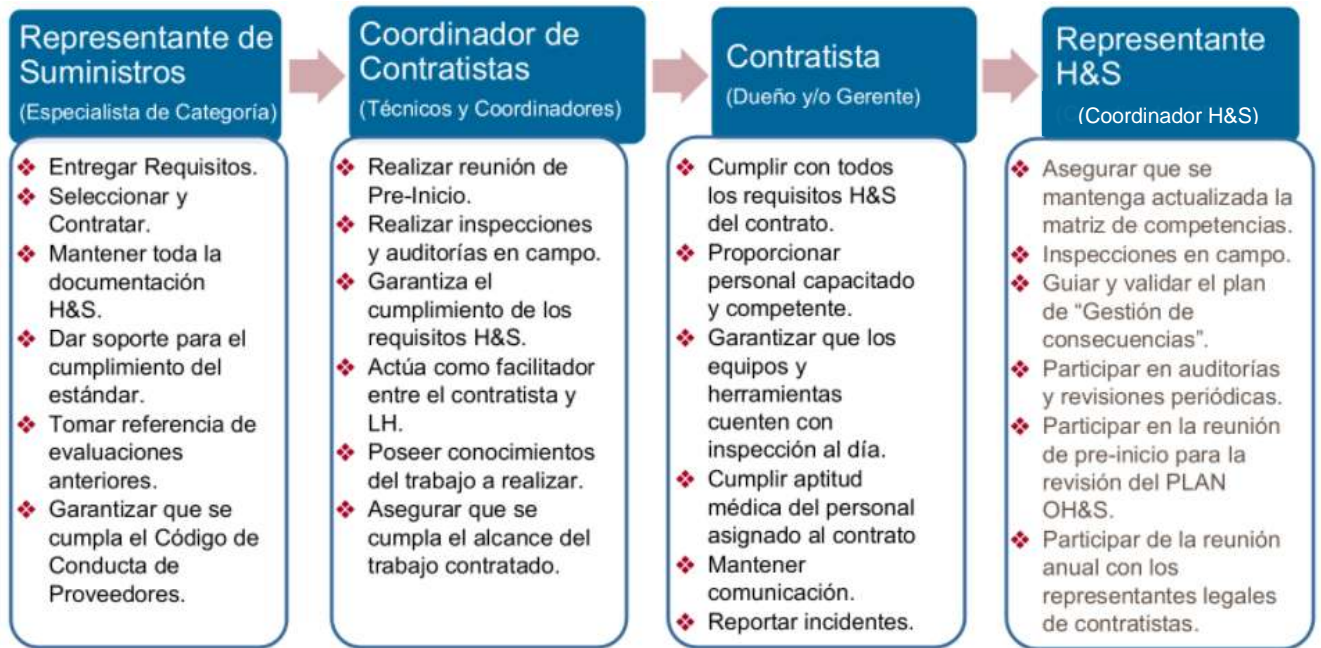 Representante de
Suministros
(Especialista de Categoría)
❖ Entregar Requisitos.
❖ Seleccionar y
Contratar.
❖ Mantener toda la
documentación
H&S.
❖ Dar soporte para el
cumplimiento del
estándar.
❖ Tomar referencia de
evaluaciones
anteriores.
❖ Garantizar que se
cumpla el Código de
Conducta de
Proveedores.
Coordinador de
Contratistas
(Técnicos y Coordinadores)
❖ Realizar reunión de
Pre-Inicio.
❖ Realizar inspecciones
y auditorías en campo.
❖ Garantiza el
cumplimiento de los
requisitos H&S.
❖ Actúa como facilitador
entre el contratista y
LH.
❖ Poseer conocimientos
del trabajo a realizar.
❖ Asegurar que se
cumpla el alcance del
trabajo contratado.
Contratista
(Dueño y/o Gerente)
❖ Cumplir con todos
los requisitos H&S
del contrato.
❖ Proporcionar
personal capacitado
y competente.
❖ Garantizar que los
equipos y
herramientas
cuenten con
inspección al día.
❖ Cumplir aptitud
médica del personal
asignado al contrato
❖ Mantener
comunicación.
❖ Reportar incidentes.
Representante
H&S
(Coordinador H&S)
❖ Asegurar que se
mantenga actualizada la
matriz de competencias.
❖ Inspecciones en campo.
❖ Guiar y validar el plan
de “Gestión de
consecuencias”.
❖ Participar en auditorías
y revisiones periódicas.
❖ Participar en la reunión
de pre-inicio para la
revisión del PLAN
OH&S.
❖ Participar de la reunión
anual con los
representantes legales
de contratistas.